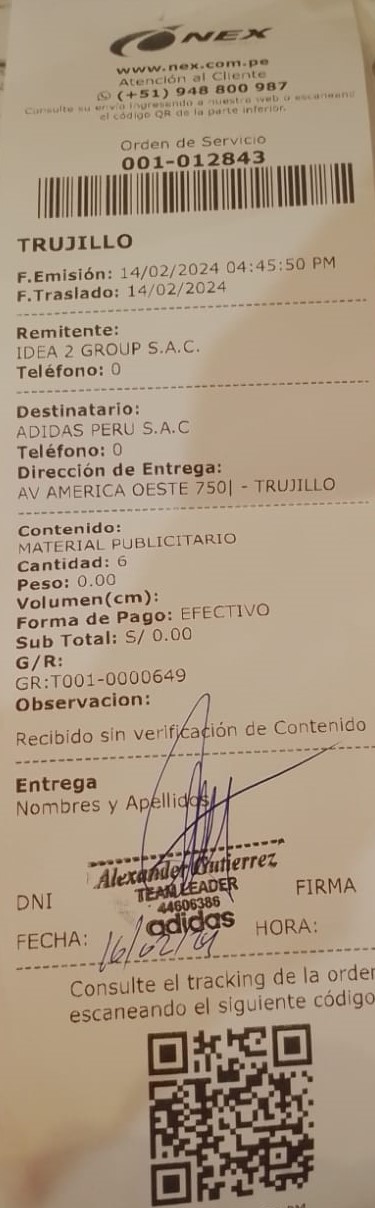 NEX
www.nex.com.pe
Atención al Cliente
(+51) 948 800 987
Consulte su envío ingresando a nuestra web o escaneando
el código QR de la parte inferior.
Orden de Servicio
001-012843
TRUJILLO
F.Emisión: 14/02/2024 04:45:50 PM
F.Traslado: 14/02/2024
Remitente:
IDEA 2 GROUP S.A.C.
Teléfono: 0
Destinatario:
ADIDAS PERU S.A.C
Teléfono: 0
Dirección de Entrega:
AV AMERICA OESTE 750| - TRUJILLO
Contenido:
MATERIAL PUBLICITARIO
Cantidad: 6
Peso: 0.00
Volumen(cm):
Forma de Pago: EFECTIVO
Sub Total: S/ 0.00
G/R:
GR:T001-0000649
Observacion:
Recibido sin verificación de Contenido
Entrega
Nombres y Apellidos
Alexander Gutierrez
TEAM LEADER
DNI 44606386 FIRMA
adidas
FECHA: 16/02/24 HORA:
Consulte el tracking de la orden
escaneando el siguiente código